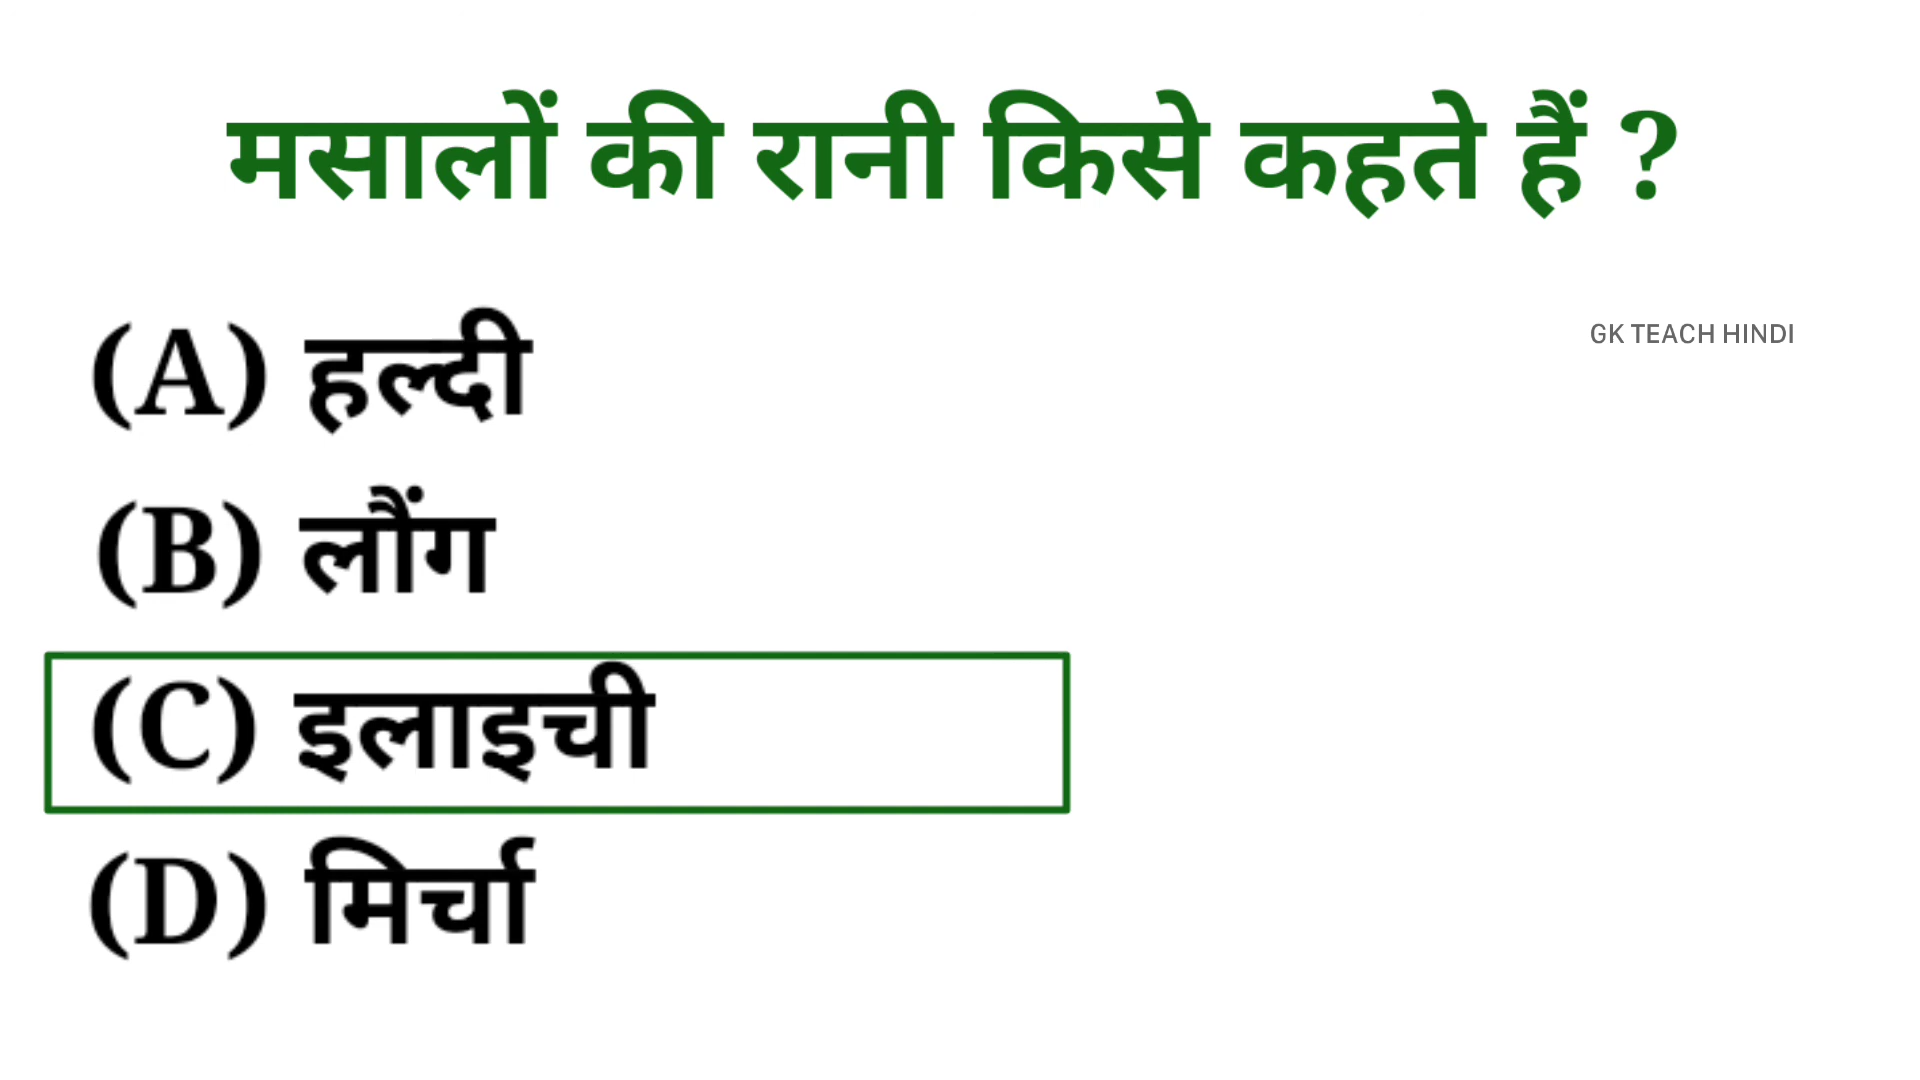 मसालों की रानी किसे कहते हैं ?
(A) हल्दी
GK TEACH HINDI
(B) लौंग
(C) इलाइची
(D) मिर्चा